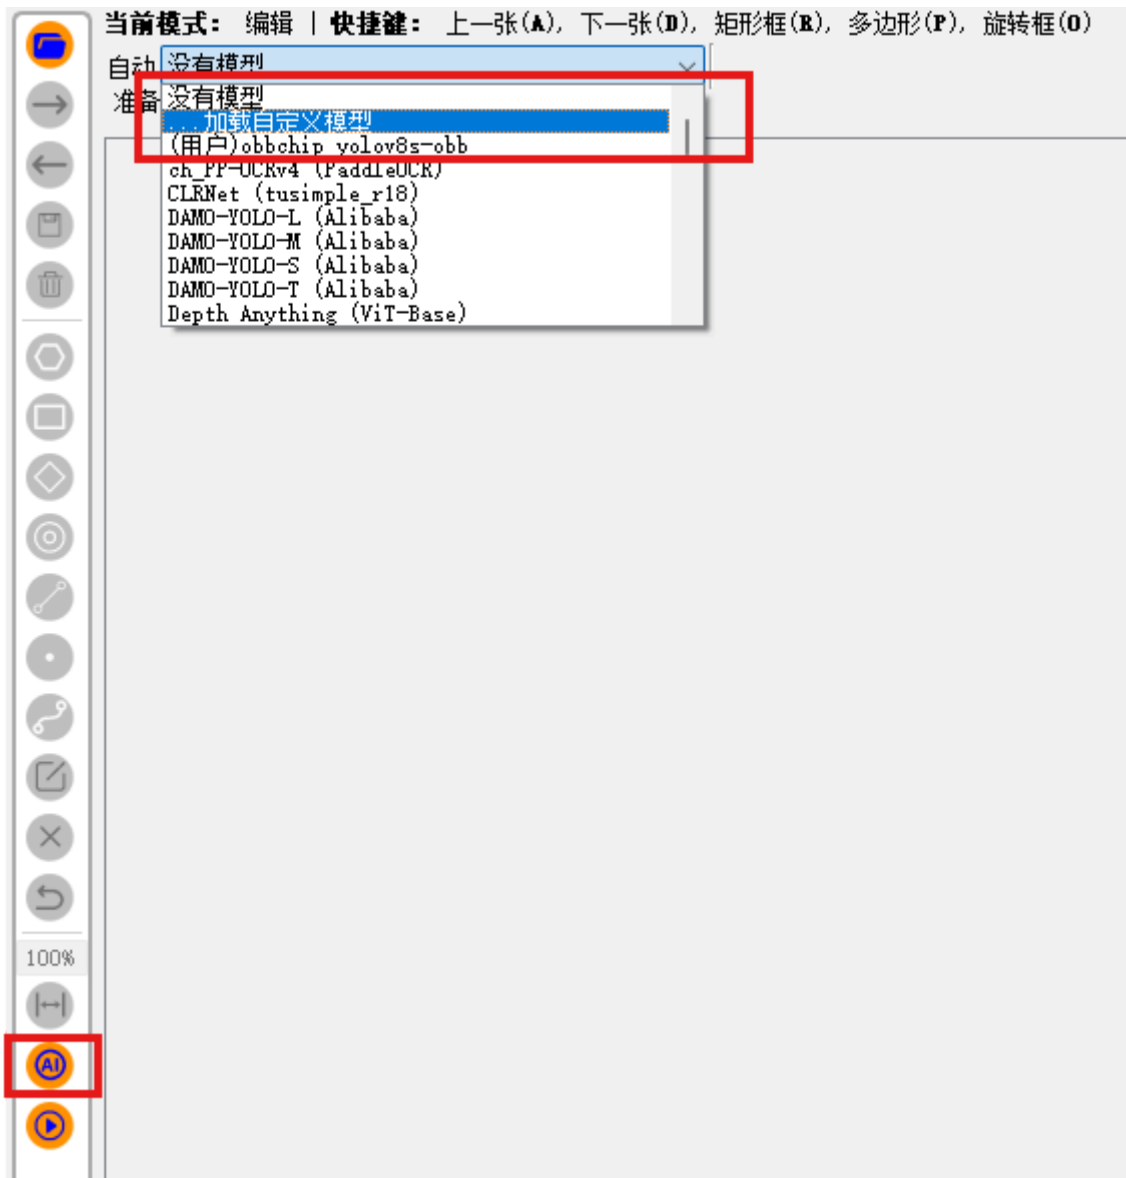 当前模式： 编辑 | 快捷键： 上一张(A), 下一张(D), 矩形框(R), 多边形(P), 旋转框(O)
自动 没有模型
准备
没有模型
...加载自定义模型
(用户)obbchip yolov8s-obb
ch_PP-OCRv4 (PaddleOCR)
CLRNet (tusimple_r18)
DAMO-YOLO-L (Alibaba)
DAMO-YOLO-M (Alibaba)
DAMO-YOLO-S (Alibaba)
DAMO-YOLO-T (Alibaba)
Depth Anything (ViT-Base)
100%
AI